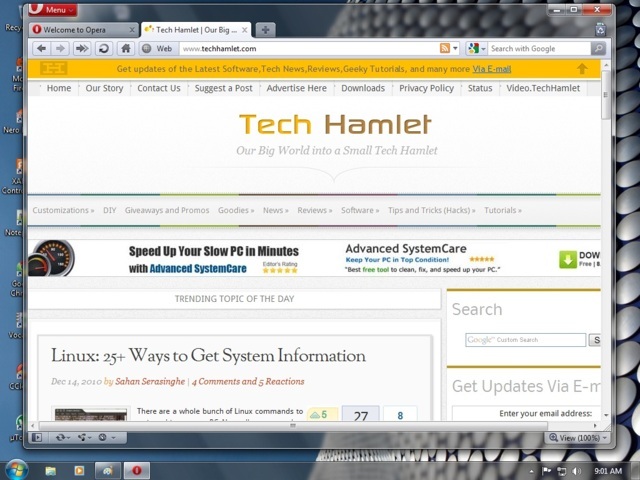 Menu
Welcome to Opera
Tech Hamlet | Our Big ...
Web www.techhamlet.com
Search with Google
Get updates of the Latest Software,Tech News,Reviews,Geeky Tutorials, and many more Via E-mail
Home Our Story Contact Us Suggest a Post Advertise Here Downloads Privacy Policy Status Video.TechHamlet
Tech Hamlet
Our Big World into a Small Tech Hamlet
Customizations » DIY Giveaways and Promos Goodies » News » Reviews » Software » Tips and Tricks (Hacks) » Tutorials »
Speed Up Your Slow PC in Minutes
with Advanced SystemCare
Editor's Rating
Advanced SystemCare
Keep Your PC in Top Condition!
"Best free tool to clean, fix, and speed up your PC."
DOW
Free | 8
TRENDING TOPIC OF THE DAY
Search
Google Custom Search
S
Linux: 25+ Ways to Get System Information
Dec 14, 2010 by Sahan Serasinghe | 4 Comments and 5 Reactions
Get Updates Via E-m
Enter your email address:
There are a whole bunch of Linux commands to
5
27
8
View (100%)
9:01 AM